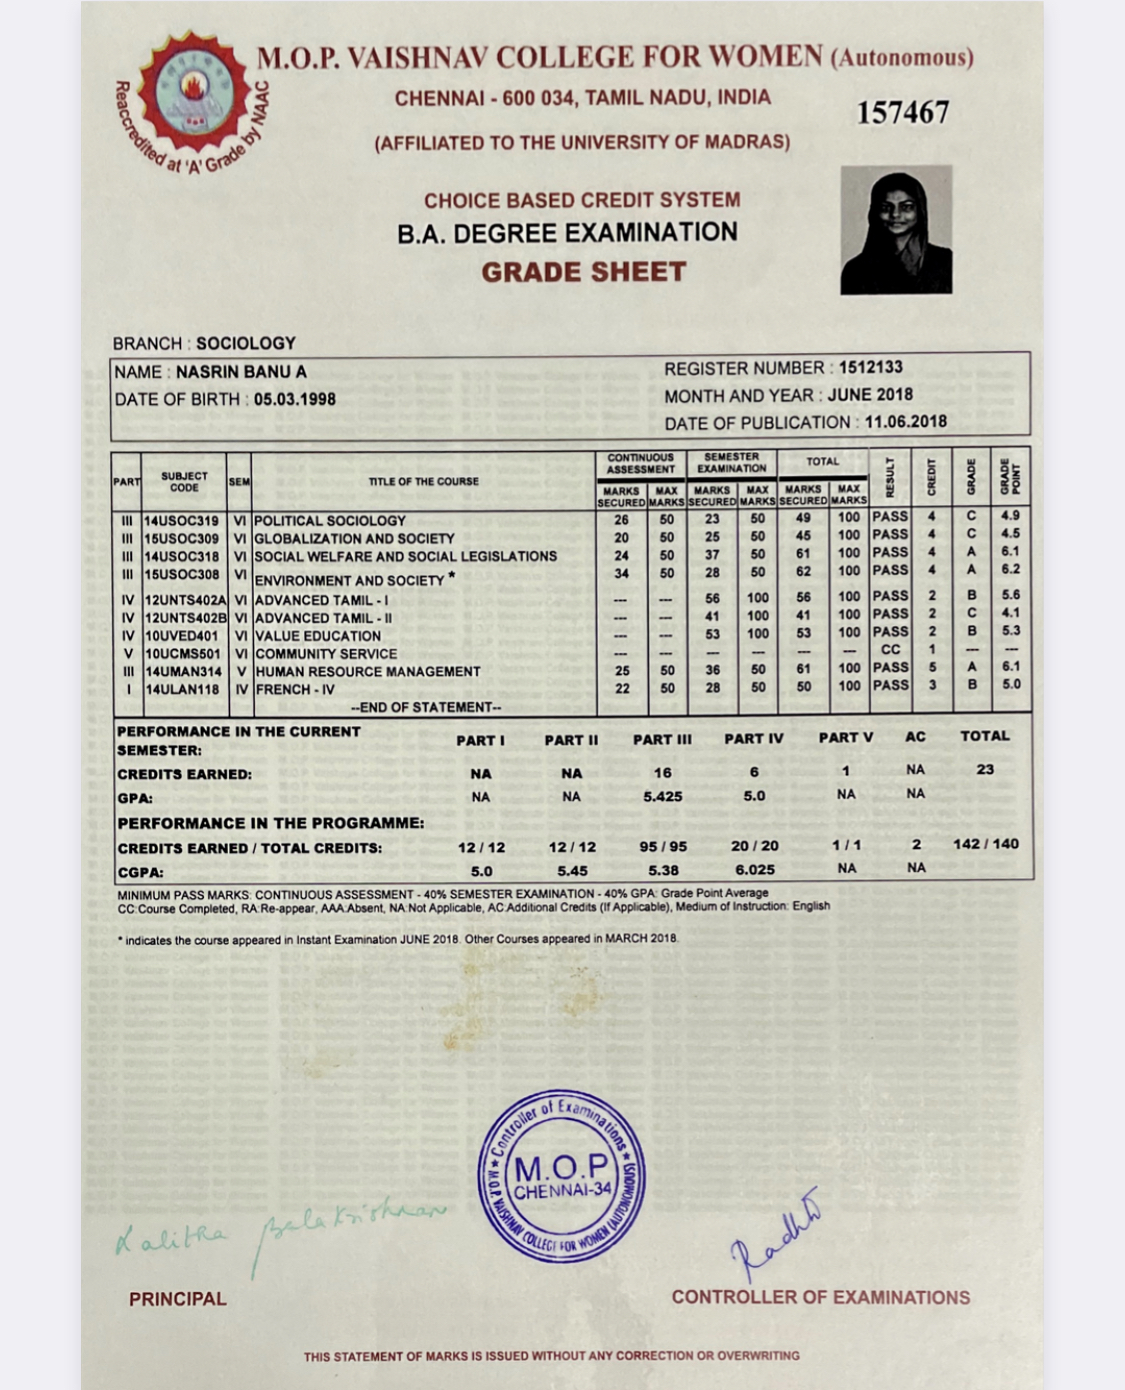 M.O.P. VAISHNAV COLLEGE FOR WOMEN (Autonomous)
CHENNAI - 600 034, TAMIL NADU, INDIA
157467
(AFFILIATED TO THE UNIVERSITY OF MADRAS)
Reaccredited at 'A' Grade by NAAC
CHOICE BASED CREDIT SYSTEM
B.A. DEGREE EXAMINATION
GRADE SHEET
BRANCH : SOCIOLOGY
NAME : NASRIN BANU A
REGISTER NUMBER : 1512133
DATE OF BIRTH : 05.03.1998
MONTH AND YEAR : JUNE 2018
DATE OF PUBLICATION : 11.06.2018
PART SUBJECT CODE SEM TITLE OF THE COURSE CONTINUOUS ASSESSMENT SEMESTER EXAMINATION TOTAL RESULT CREDIT GRADE GRADE POINT
MARKS SECURED MAX MARKS MARKS SECURED MAX MARKS MARKS SECURED MAX MARKS
III 14USOC319 VI POLITICAL SOCIOLOGY 26 50 23 50 49 100 PASS 4 C 4.9
III 15USOC309 VI GLOBALIZATION AND SOCIETY 20 50 25 50 45 100 PASS 4 C 4.5
III 14USOC318 VI SOCIAL WELFARE AND SOCIAL LEGISLATIONS 24 50 37 50 61 100 PASS 4 A 6.1
III 15USOC308 VI ENVIRONMENT AND SOCIETY * 34 50 28 50 62 100 PASS 4 A 6.2
IV 12UNTS402A VI ADVANCED TAMIL - I --- --- 56 100 56 100 PASS 2 B 5.6
IV 12UNTS402B VI ADVANCED TAMIL - II --- --- 41 100 41 100 PASS 2 C 4.1
IV 10UVED401 VI VALUE EDUCATION --- --- 53 100 53 100 PASS 2 B 5.3
V 10UCMS501 VI COMMUNITY SERVICE --- --- --- --- --- --- CC 1 --- ---
III 14UMAN314 V HUMAN RESOURCE MANAGEMENT 25 50 36 50 61 100 PASS 5 A 6.1
I 14ULAN118 IV FRENCH - IV 22 50 28 50 50 100 PASS 3 B 5.0
--END OF STATEMENT--
PERFORMANCE IN THE CURRENT SEMESTER: PART I PART II PART III PART IV PART V AC TOTAL
CREDITS EARNED: NA NA 16 6 1 NA 23
GPA: NA NA 5.425 5.0 NA NA
PERFORMANCE IN THE PROGRAMME:
CREDITS EARNED / TOTAL CREDITS: 12 / 12 12 / 12 95 / 95 20 / 20 1 / 1 2 142 / 140
CGPA: 5.0 5.45 5.38 6.025 NA NA
MINIMUM PASS MARKS: CONTINUOUS ASSESSMENT - 40% SEMESTER EXAMINATION - 40% GPA: Grade Point Average
CC:Course Completed, RA:Re-appear, AAA:Absent, NA:Not Applicable, AC:Additional Credits (If Applicable), Medium of Instruction: English
* indicates the course appeared in Instant Examination JUNE 2018. Other Courses appeared in MARCH 2018.
Controller of Examinations
M.O.P
CHENNAI-34
M.O.P. VAISHNAV COLLEGE FOR WOMEN (AUTONOMOUS)
Lalitha Balakrishnan
PRINCIPAL
CONTROLLER OF EXAMINATIONS
THIS STATEMENT OF MARKS IS ISSUED WITHOUT ANY CORRECTION OR OVERWRITING